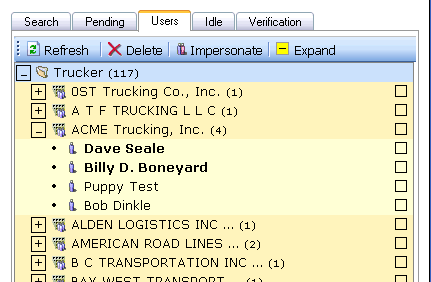 Search Pending Users Idle Verification
Refresh Delete Impersonate Expand
Trucker (117)
OST Trucking Co., Inc. (1)
A T F TRUCKING L L C (1)
ACME Trucking, Inc. (4)
Dave Seale
Billy D. Boneyard
Puppy Test
Bob Dinkle
ALDEN LOGISTICS INC ... (1)
AMERICAN ROAD LINES ... (2)
B C TRANSPORTATION INC ... (1)
BAY WEST TRANSPORT ... (1)